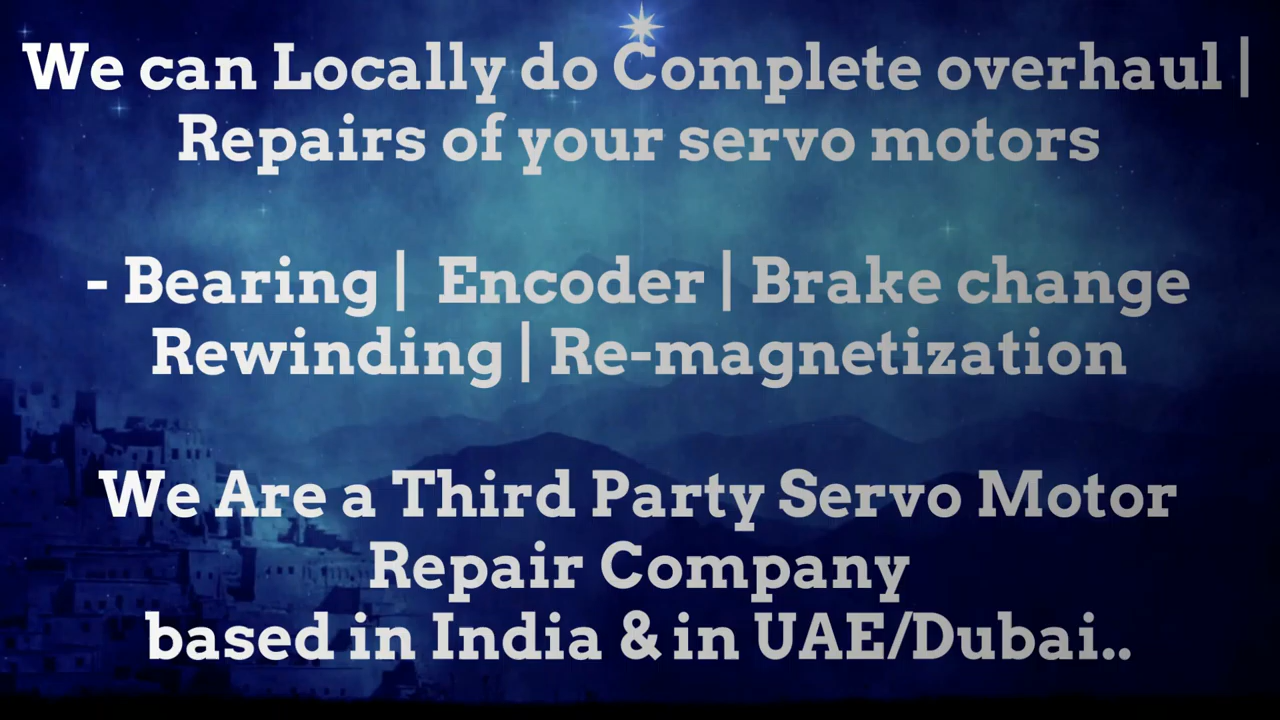 We can Locally do Complete overhaul |
Repairs of your servo motors
- Bearing | Encoder | Brake change
Rewinding | Re-magnetization
We Are a Third Party Servo Motor
Repair Company
based in India & in UAE/Dubai..